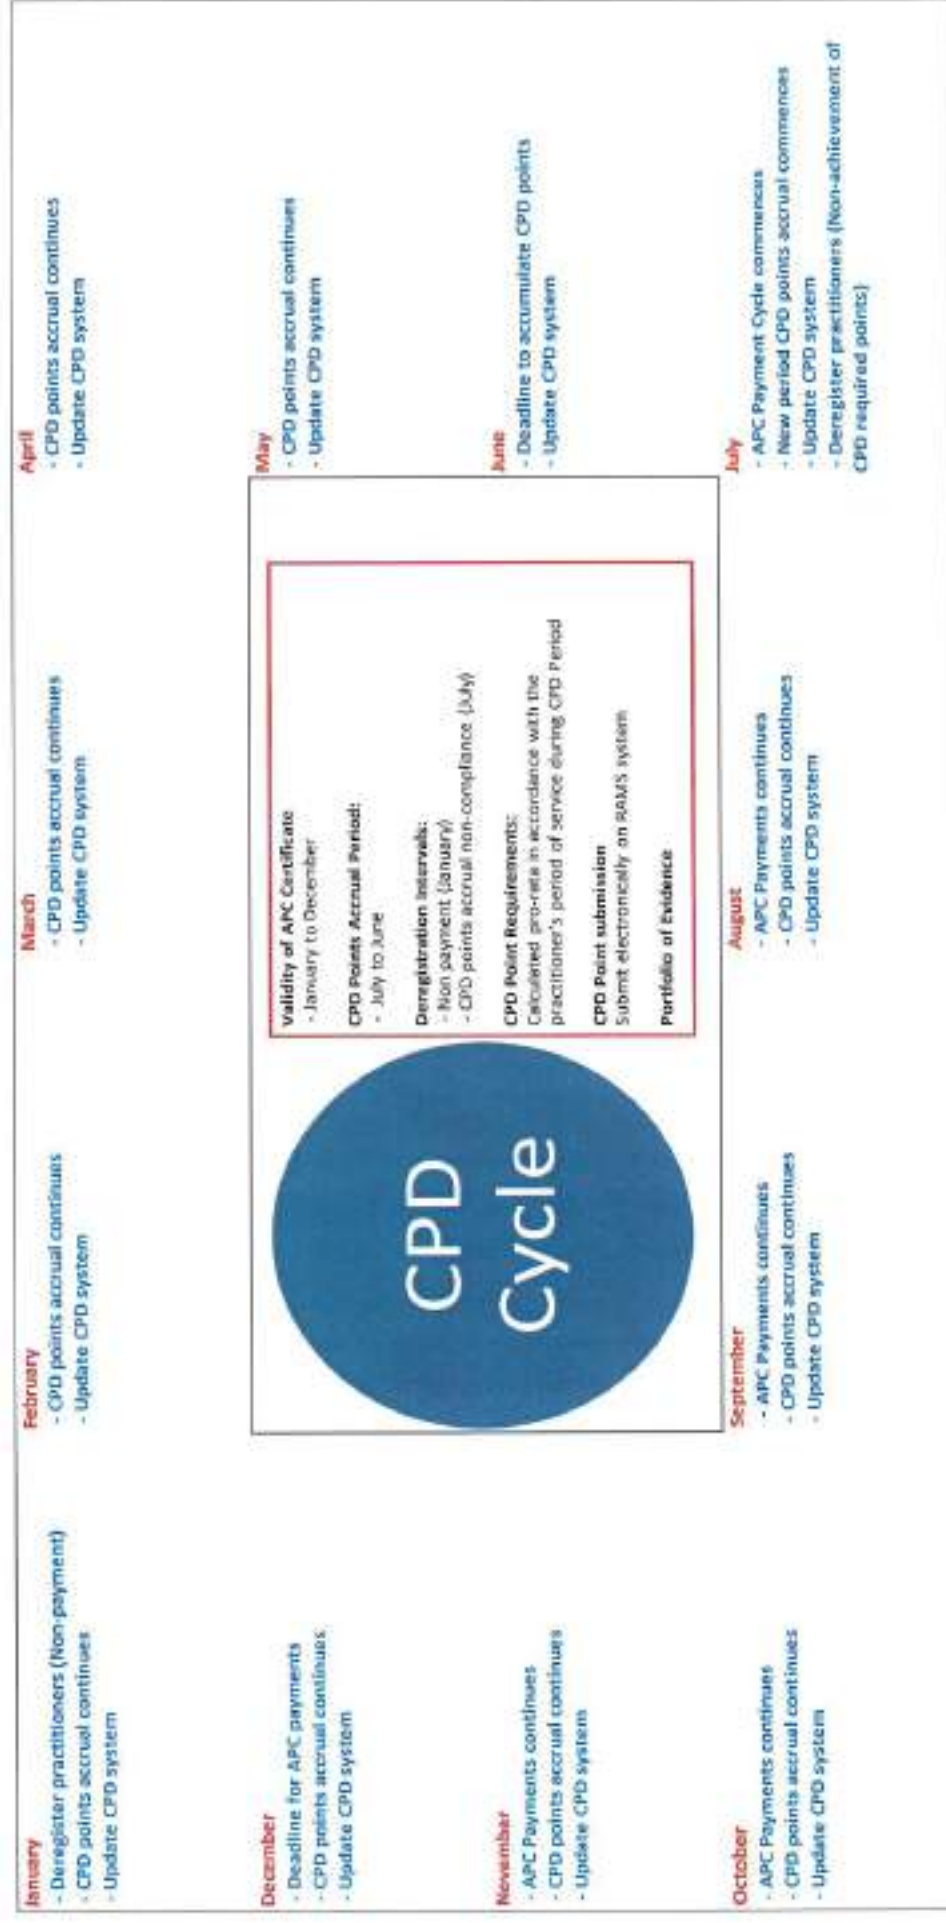 January
- Deregister practitioners (Non-payment)
- CPD points accrual continues
- Update CPD system
February
- CPD points accrual continues
- Update CPD system
March
- CPD points accrual continues
- Update CPD system
April
- CPD points accrual continues
- Update CPD system
May
- CPD points accrual continues
- Update CPD system
June
- Deadline to accumulate CPD points
- Update CPD system
July
- APC Payment Cycle commences
- New period CPD points accrual commences
- Update CPD system
- Deregister practitioners (Non-achievement of
CPD required points)
August
- APC Payments continues
- CPD points accrual continues
- Update CPD system
September
- APC Payments continues
- CPD points accrual continues
- Update CPD system
October
- APC Payments continues
- CPD points accrual continues
- Update CPD system
November
- APC Payments continues
- CPD points accrual continues
- Update CPD system
December
- Deadline for APC payments
- CPD points accrual continues
- Update CPD system
CPD
Cycle
Validity of APC Certificate
- January to December
CPD Points Accrual Period:
- July to June
Deregistration Intervals:
- Non payment (January)
- CPD points accrual non-compliance (July)
CPD Point Requirements:
Calculated pro-rata in accordance with the
practitioner's period of service during CPD Period
CPD Point submission
Submit electronically on RAMS system
Portfolio of Evidence